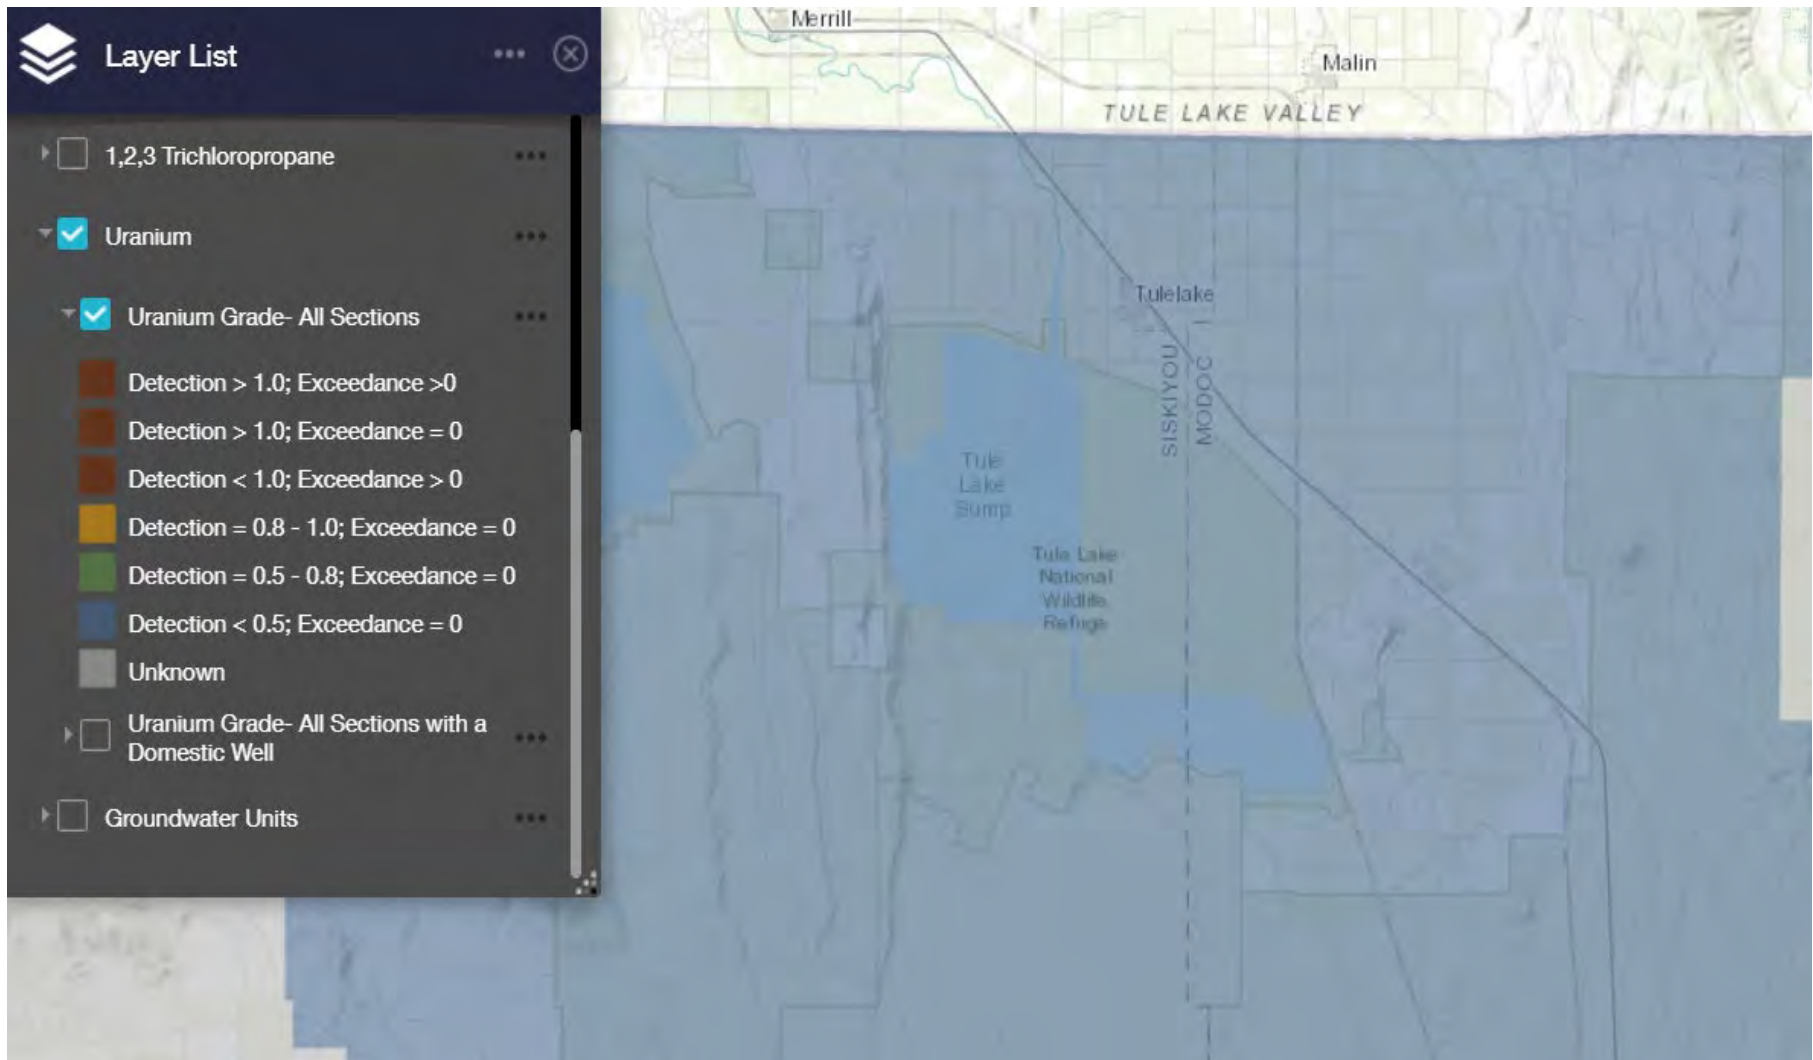 Layer List
1,2,3 Trichloropropane
Uranium
Uranium Grade- All Sections
Detection > 1.0; Exceedance >0
Detection > 1.0; Exceedance = 0
Detection < 1.0; Exceedance > 0
Detection = 0.8 - 1.0; Exceedance = 0
Detection = 0.5 - 0.8; Exceedance = 0
Detection < 0.5; Exceedance = 0
Unknown
Uranium Grade- All Sections with a
Domestic Well
Groundwater Units
Merrill
Malin
TULE LAKE VALLEY
Tulelake
SISKIYOU
MODOC
Tule
Lake
Sump
Tule Lake
National
Wildlife
Refuge